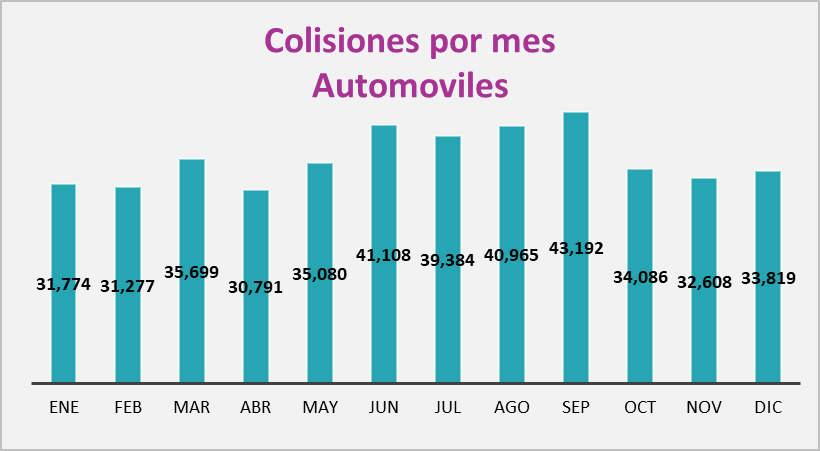 Colisiones por mes
Automoviles
31,774 31,277 35,699 30,791 35,080 41,108 39,384 40,965 43,192 34,086 32,608 33,819
ENE FEB MAR ABR MAY JUN JUL AGO SEP OCT NOV DIC